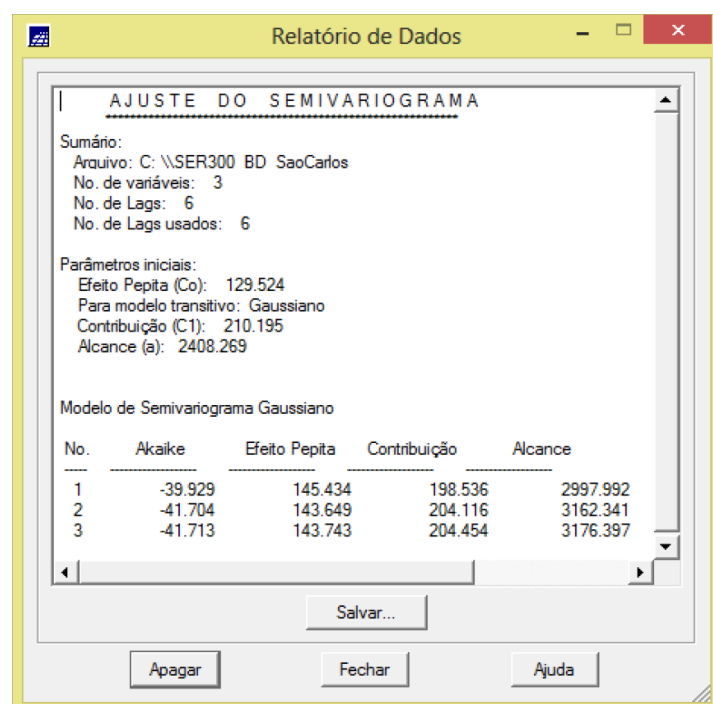 Relatório de Dados
AJUSTE DO SEMIVARIOGRAMA
Sumário:
Arquivo: C: \\SER300 BD SaoCarlos
No. de variáveis: 3
No. de Lags: 6
No. de Lags usados: 6
Parâmetros iniciais:
Efeito Pepita (Co): 129.524
Para modelo transitivo: Gaussiano
Contribuição (C1): 210.195
Alcance (a): 2408.269
Modelo de Semivariograma Gaussiano
No. Akaike Efeito Pepita Contribuição Alcance
1 -39.929 145.434 198.536 2997.992
2 -41.704 143.649 204.116 3162.341
3 -41.713 143.743 204.454 3176.397
Salvar...
Apagar Fechar Ajuda